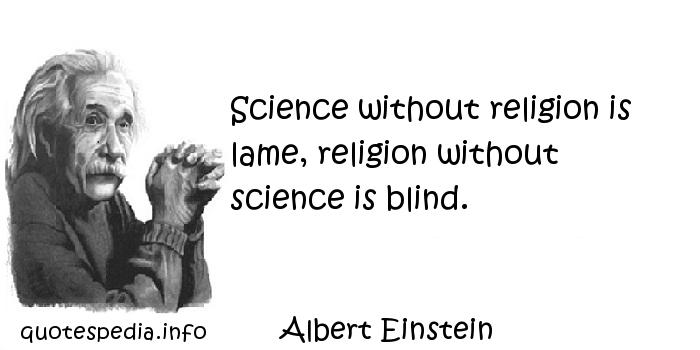 Science without religion is
lame, religion without
science is blind.
quotespedia.info
Albert Einstein